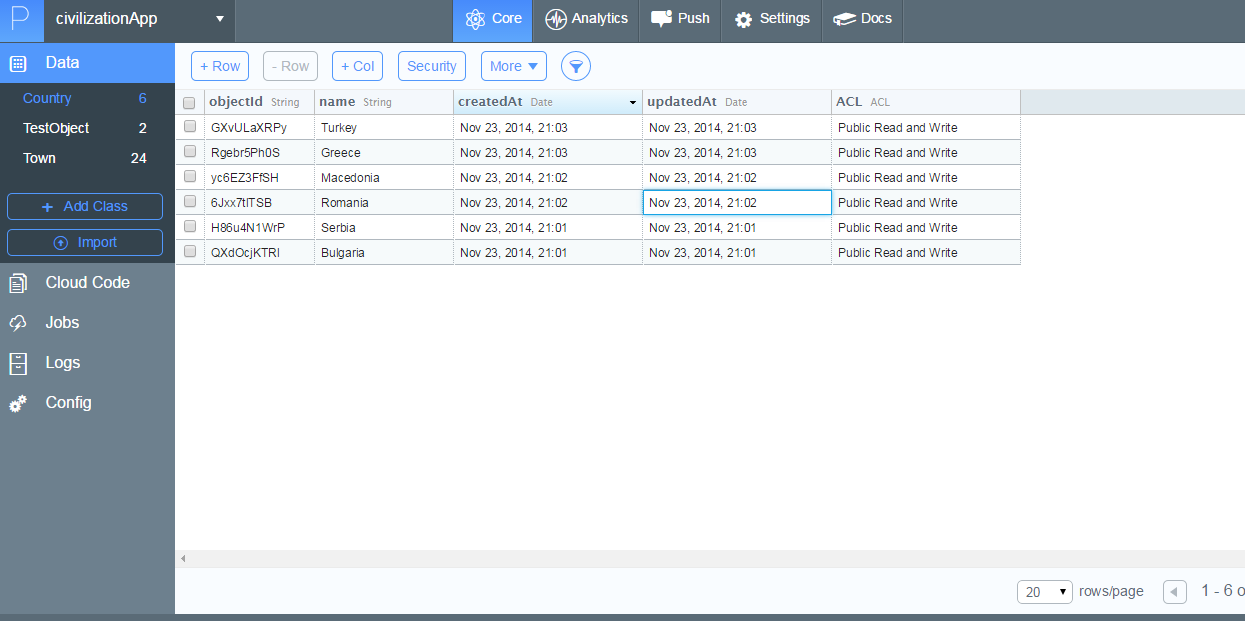 P civilizationApp Core Analytics Push Settings Docs
Data
+ Row - Row + Col Security More
Country 6
TestObject 2
Town 24
+ Add Class
Import
Cloud Code
Jobs
Logs
Config
objectId String name String createdAt Date updatedAt Date ACL ACL
GXvULaXRPy Turkey Nov 23, 2014, 21:03 Nov 23, 2014, 21:03 Public Read and Write
Rgebr5Ph0S Greece Nov 23, 2014, 21:03 Nov 23, 2014, 21:03 Public Read and Write
yc6EZ3FfSH Macedonia Nov 23, 2014, 21:02 Nov 23, 2014, 21:02 Public Read and Write
6Jxx7tITSB Romania Nov 23, 2014, 21:02 Nov 23, 2014, 21:02 Public Read and Write
H86u4N1WrP Serbia Nov 23, 2014, 21:01 Nov 23, 2014, 21:01 Public Read and Write
QXdOcjKTRI Bulgaria Nov 23, 2014, 21:01 Nov 23, 2014, 21:01 Public Read and Write
20 rows/page 1 - 6 o